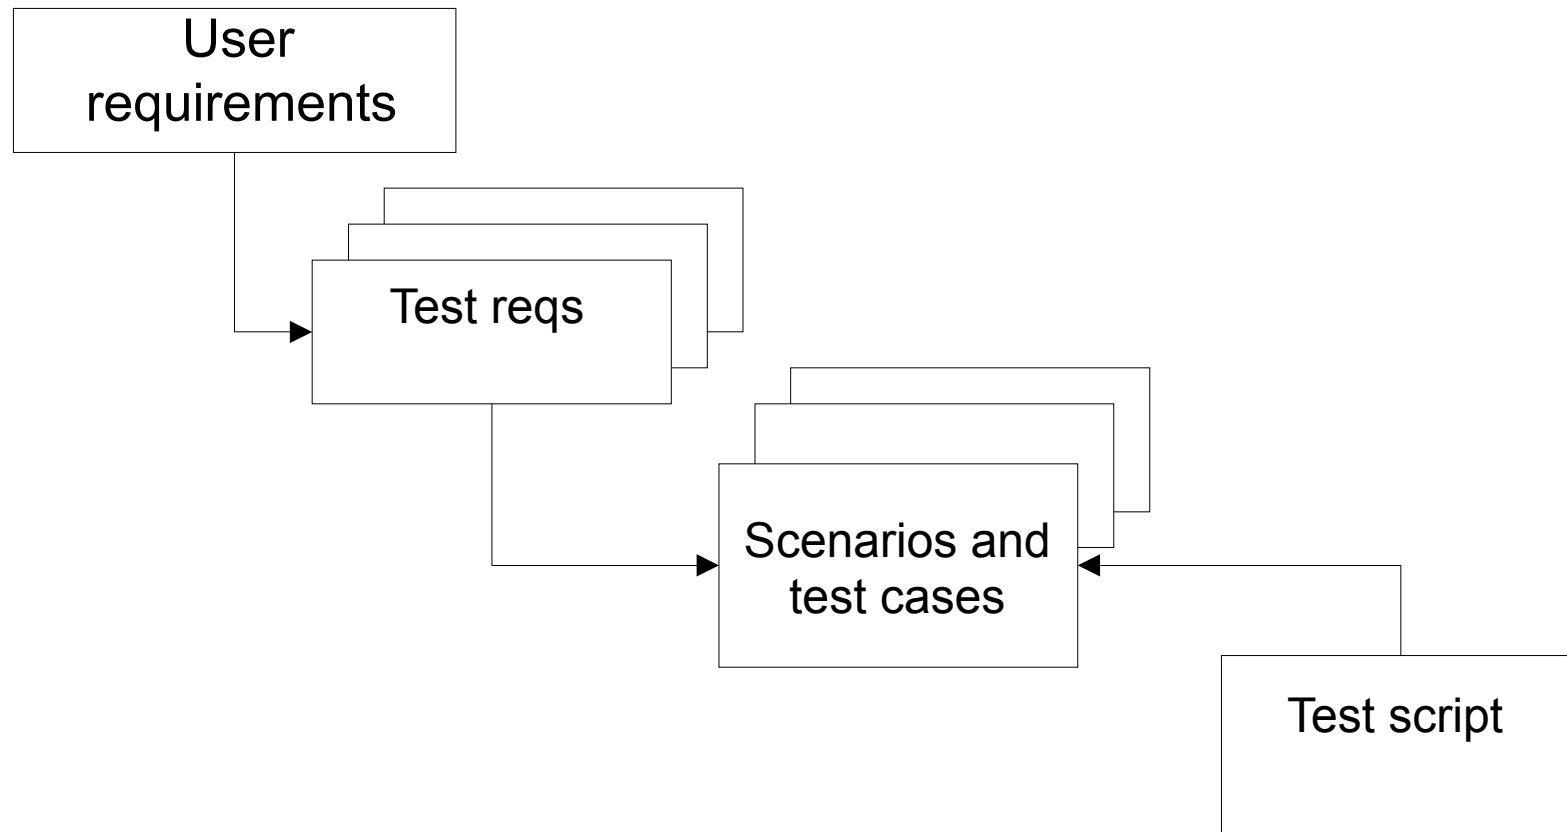 User
requirements
Test reqs
Scenarios and
test cases
Test script